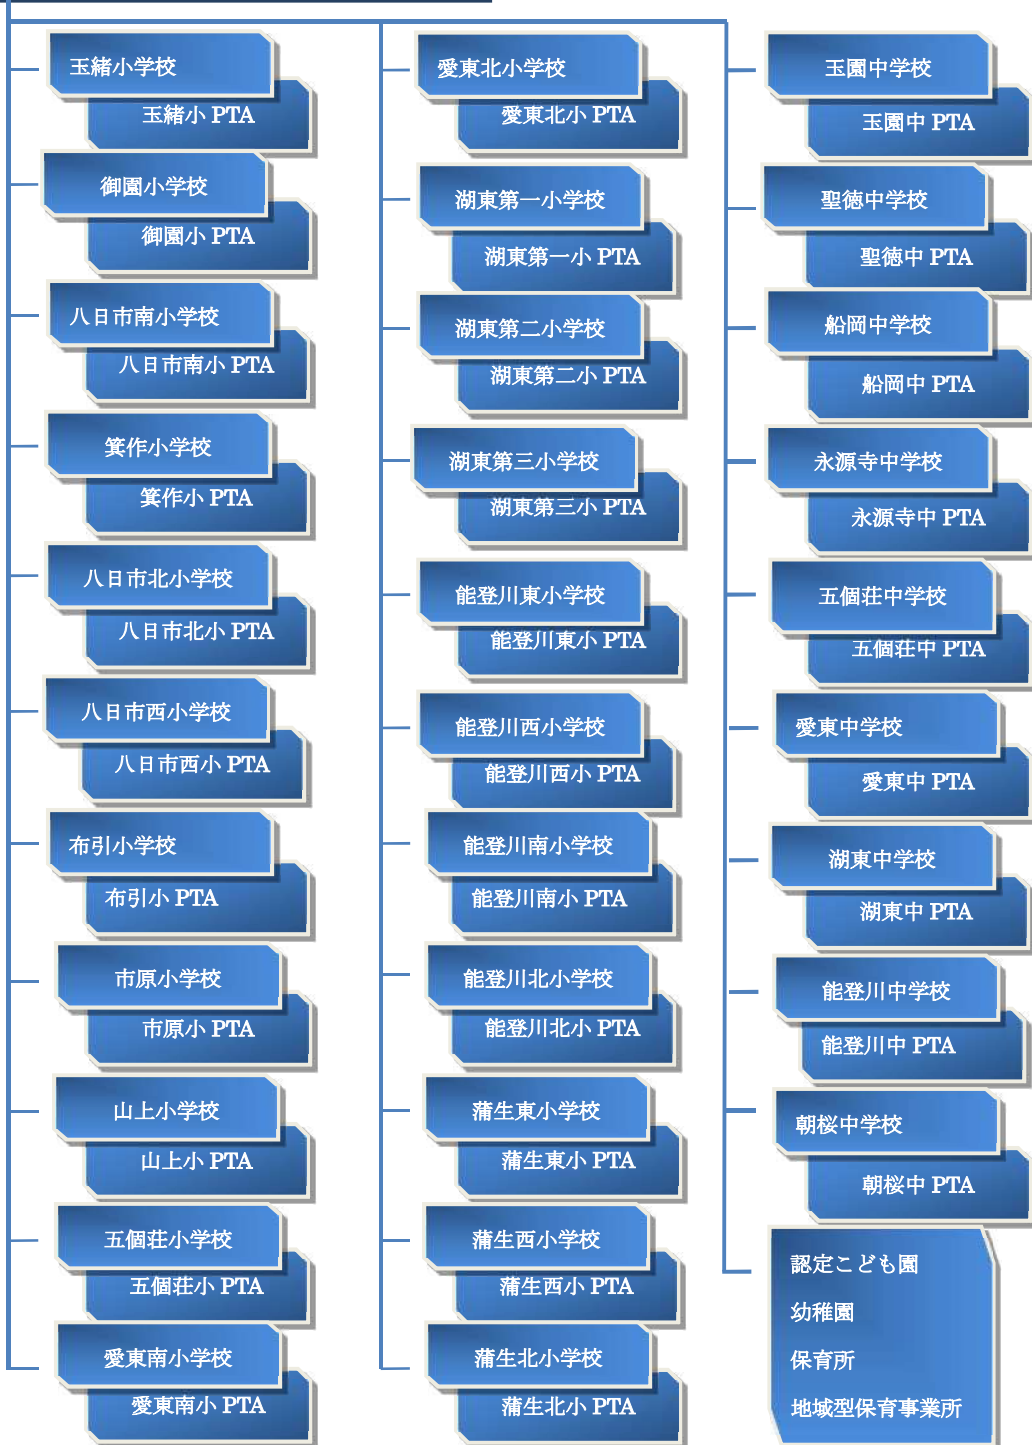 玉緒小学校
玉緒小 PTA
御園小学校
御園小 PTA
八日市南小学校
八日市南小 PTA
箕作小学校
箕作小 PTA
八日市北小学校
八日市北小 PTA
八日市西小学校
八日市西小 PTA
布引小学校
布引小 PTA
市原小学校
市原小 PTA
山上小学校
山上小 PTA
五個荘小学校
五個荘小 PTA
愛東南小学校
愛東南小 PTA
愛東北小学校
愛東北小 PTA
湖東第一小学校
湖東第一小 PTA
湖東第二小学校
湖東第二小 PTA
湖東第三小学校
湖東第三小 PTA
能登川東小学校
能登川東小 PTA
能登川西小学校
能登川西小 PTA
能登川南小学校
能登川南小 PTA
能登川北小学校
能登川北小 PTA
蒲生東小学校
蒲生東小 PTA
蒲生西小学校
蒲生西小 PTA
蒲生北小学校
蒲生北小 PTA
玉園中学校
玉園中 PTA
聖徳中学校
聖徳中 PTA
船岡中学校
船岡中 PTA
永源寺中学校
永源寺中 PTA
五個荘中学校
五個荘中 PTA
愛東中学校
愛東中 PTA
湖東中学校
湖東中 PTA
能登川中学校
能登川中 PTA
朝桜中学校
朝桜中 PTA
認定こども園
幼稚園
保育所
地域型保育事業所